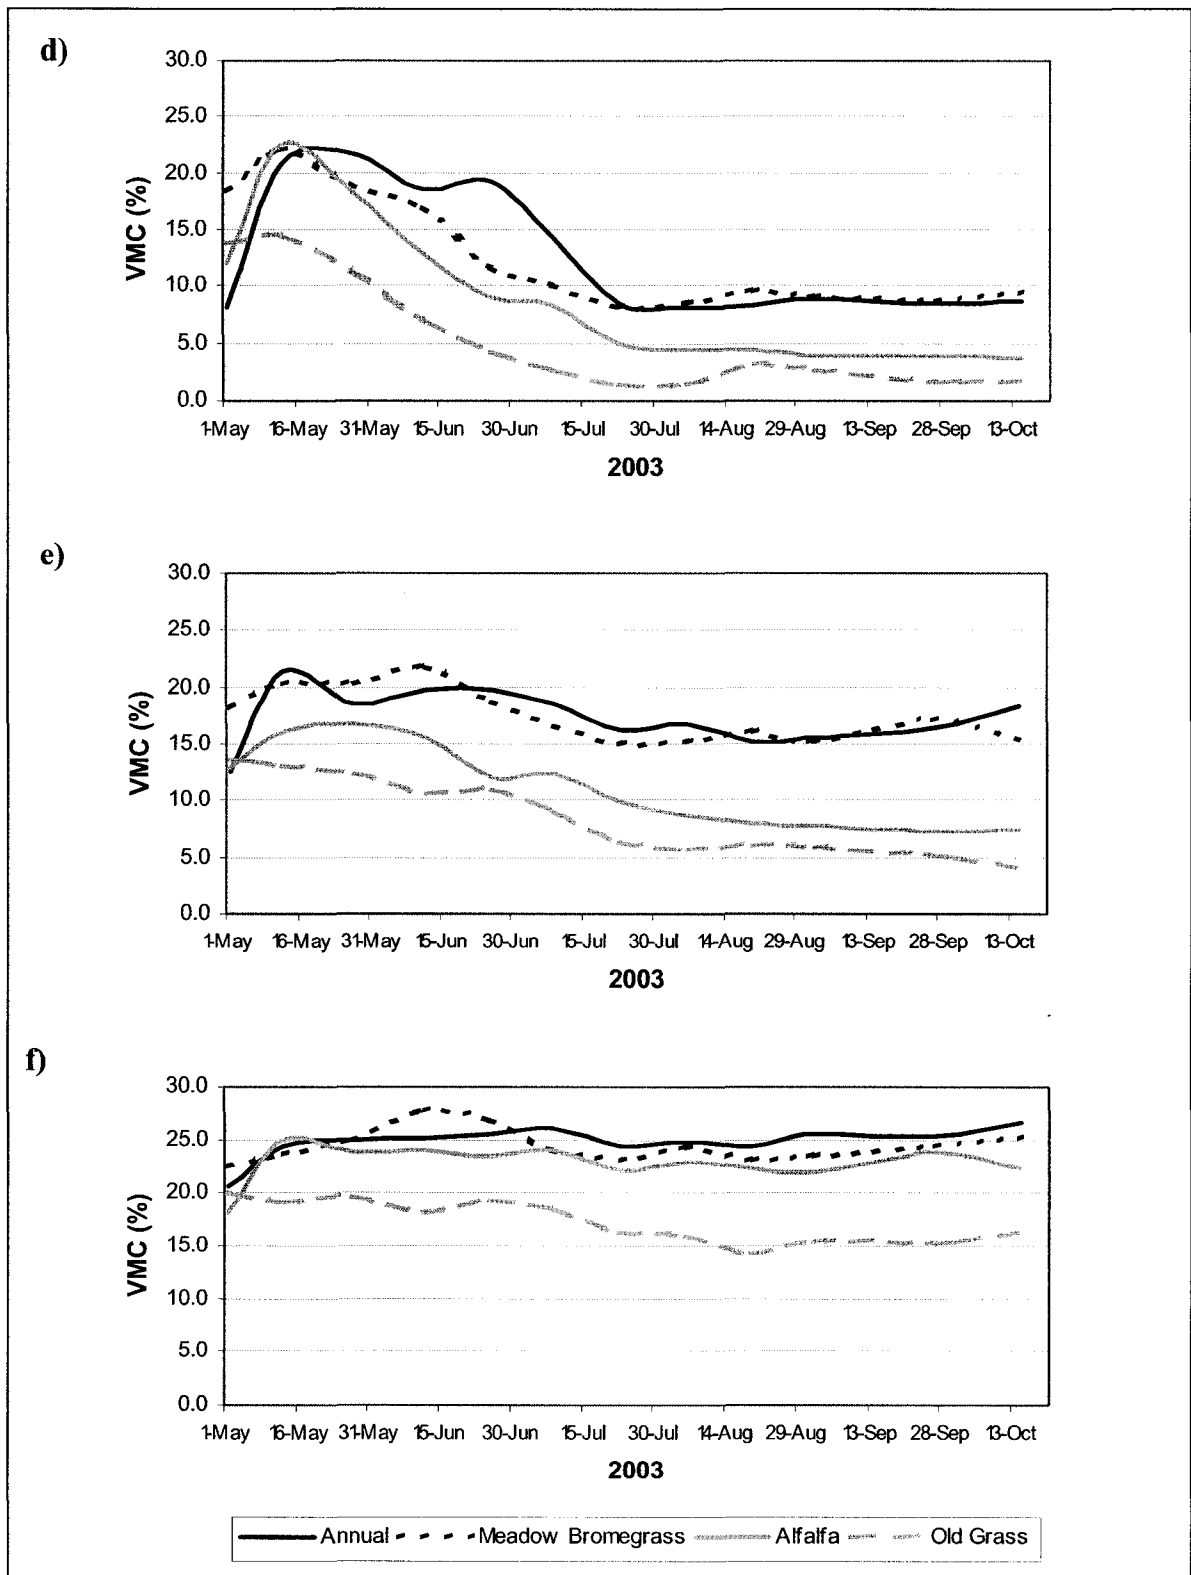 d)
30.0
25.0
20.0
15.0
10.0
5.0
0.0
VMC (%)
1-May 16-May 31-May 15-Jun 30-Jun 15-Jul 30-Jul 14-Aug 29-Aug 13-Sep 28-Sep 13-Oct
2003
e)
30.0
25.0
20.0
15.0
10.0
5.0
0.0
VMC (%)
1-May 16-May 31-May 15-Jun 30-Jun 15-Jul 30-Jul 14-Aug 29-Aug 13-Sep 28-Sep 13-Oct
2003
f)
30.0
25.0
20.0
15.0
10.0
5.0
0.0
VMC (%)
1-May 16-May 31-May 15-Jun 30-Jun 15-Jul 30-Jul 14-Aug 29-Aug 13-Sep 28-Sep 13-Oct
2003
Annual Meadow Bromegrass Alfalfa Old Grass